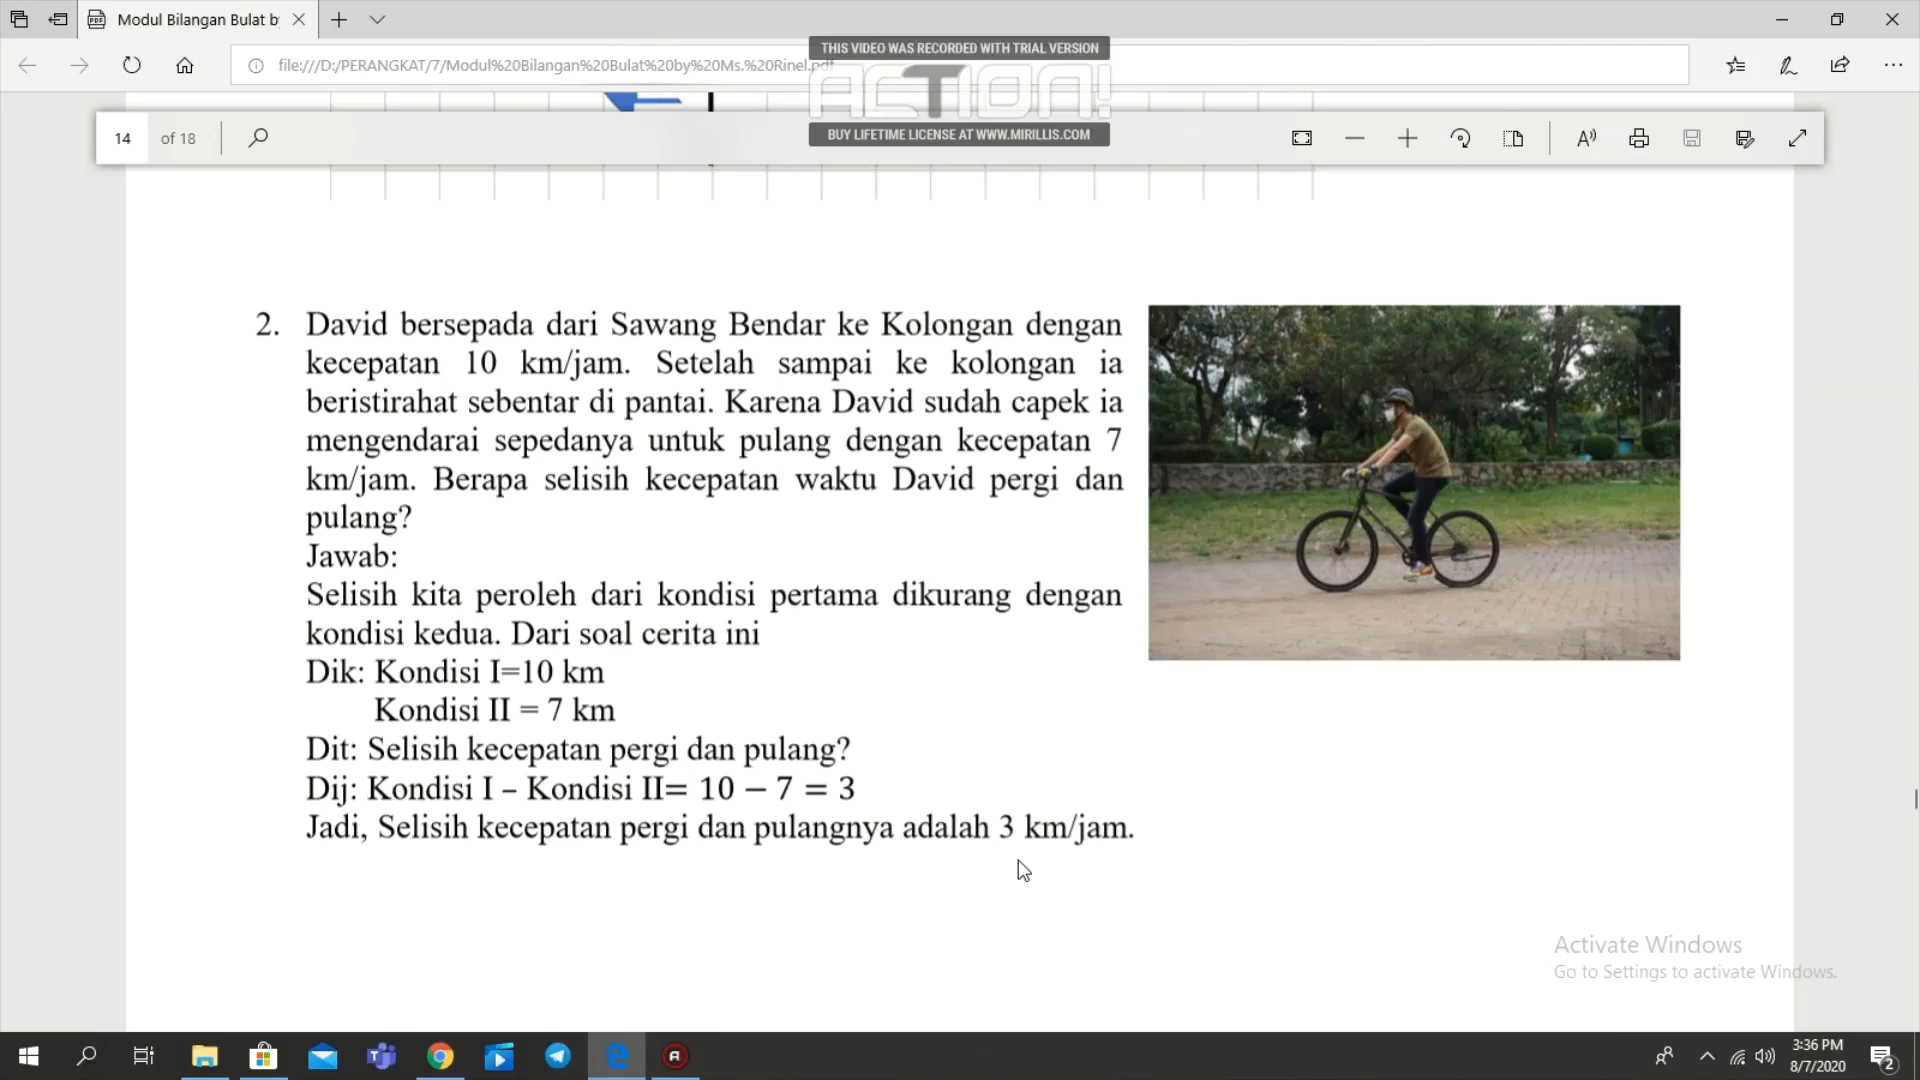 Modul Bilangan Bulat b
file:///D:/PERANGKAT/7/Modul%20Bilangan%20Bulat%20by%20Ms.%20Rinel.pdf
THIS VIDEO WAS RECORDED WITH TRIAL VERSION
ACTION!
BUY LIFETIME LICENSE AT WWW.MIRILLIS.COM
14 of 18
2. David bersepada dari Sawang Bendar ke Kolongan dengan
kecepatan 10 km/jam. Setelah sampai ke kolongan ia
beristirahat sebentar di pantai. Karena David sudah capek ia
mengendarai sepedanya untuk pulang dengan kecepatan 7
km/jam. Berapa selisih kecepatan waktu David pergi dan
pulang?
Jawab:
Selisih kita peroleh dari kondisi pertama dikurang dengan
kondisi kedua. Dari soal cerita ini
Dik: Kondisi I=10 km
Kondisi II = 7 km
Dit: Selisih kecepatan pergi dan pulang?
Dij: Kondisi I – Kondisi II= 10 − 7 = 3
Jadi, Selisih kecepatan pergi dan pulangnya adalah 3 km/jam.
Activate Windows
Go to Settings to activate Windows.
3:36 PM
8/7/2020
2